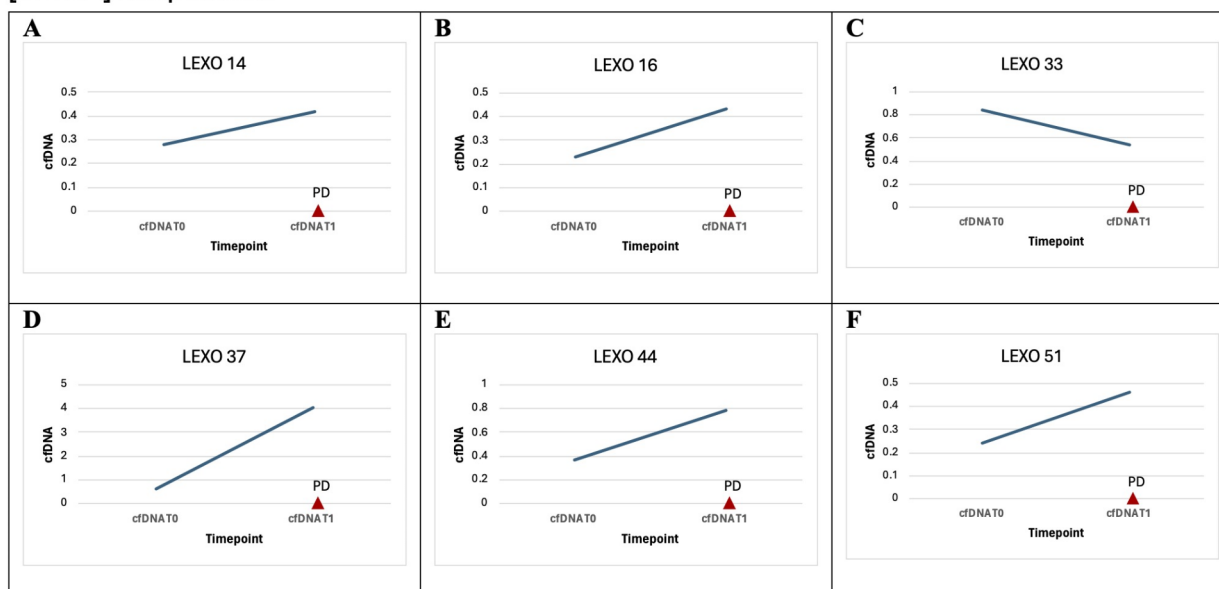 A
LEXO 14
0.5
0.4
0.3
0.2
0.1
0
cfDNA
PD
cfDNAT0 cfDNAT1
Timepoint
B
LEXO 16
0.5
0.4
0.3
0.2
0.1
0
cfDNA
PD
cfDNAT0 cfDNAT1
Timepoint
C
LEXO 33
1
0.8
0.6
0.4
0.2
0
cfDNA
PD
cfDNAT0 cfDNAT1
Timepoint
D
LEXO 37
5
4
3
2
1
0
cfDNA
PD
cfDNAT0 cfDNAT1
Timepoint
E
LEXO 44
1
0.8
0.6
0.4
0.2
0
cfDNA
PD
cfDNAT0 cfDNAT1
Timepoint
F
LEXO 51
0.5
0.4
0.3
0.2
0.1
0
cfDNA
PD
cfDNAT0 cfDNAT1
Timepoint